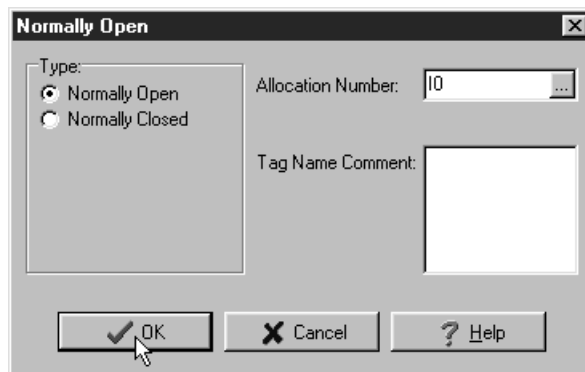 Normally Open
Type:
Normally Open
Normally Closed
Allocation Number:
I0
...
Tag Name Comment:
OK
Cancel
Help